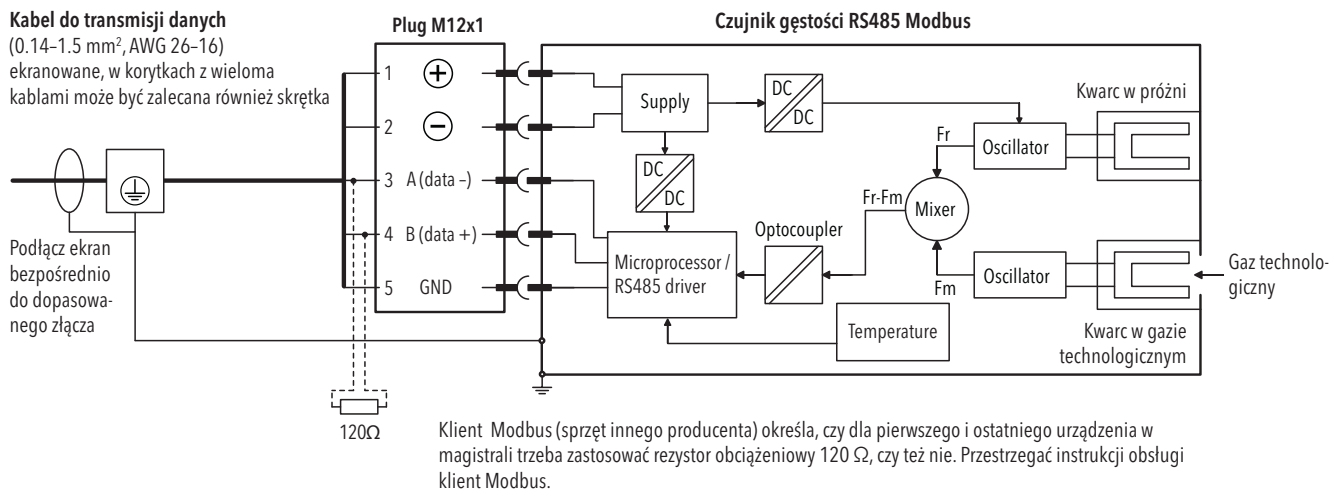 Kabel do transmisji danych
(0.14–1.5 mm², AWG 26–16)
ekranowane, w korytkach z wieloma
kablami może być zalecana również skrętka
Plug M12x1
Czujnik gęstości RS485 Modbus
1 +
2 −
3 A (data –)
4 B (data +)
5 GND
Supply
DC
DC
DC
DC
Kwarc w próżni
Oscillator
Fr
Fr-Fm
Mixer
Optocoupler
Microprocessor /
RS485 driver
Fm
Oscillator
Gaz technolo-
giczny
Temperature
Kwarc w gazie
technologicznym
Podłącz ekran
bezpośrednio
do dopasowa-
nego złącza
120Ω
Klient Modbus (sprzęt innego producenta) określa, czy dla pierwszego i ostatniego urządzenia w
magistrali trzeba zastosować rezystor obciążeniowy 120 Ω, czy też nie. Przestrzegać instrukcji obsługi
klient Modbus.